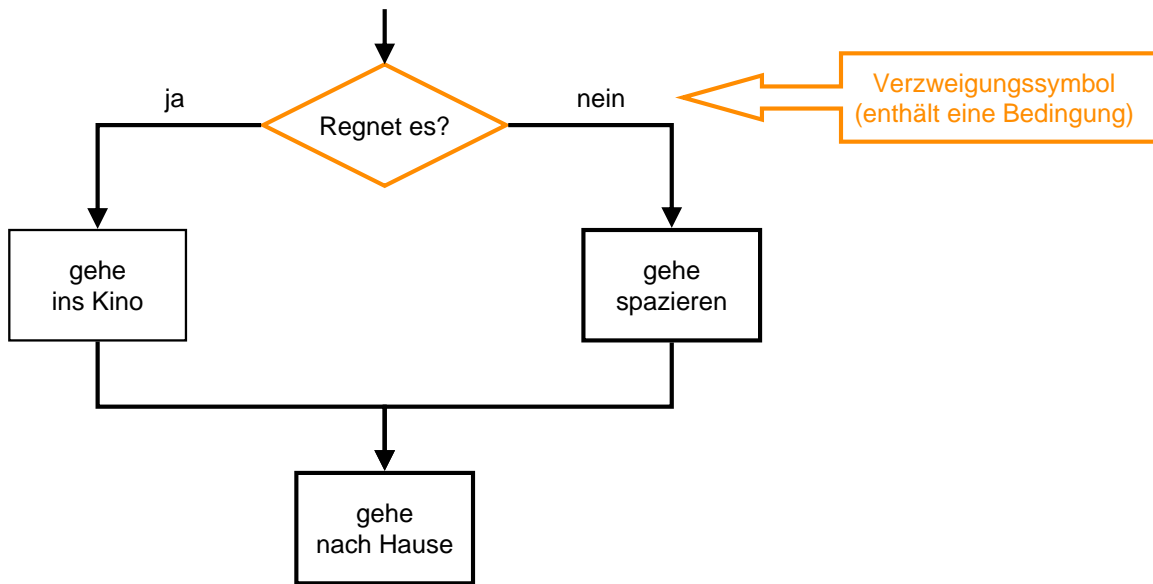 ja
Regnet es?
nein
Verzweigungssymbol
(enthält eine Bedingung)
gehe
ins Kino
gehe
spazieren
gehe
nach Hause